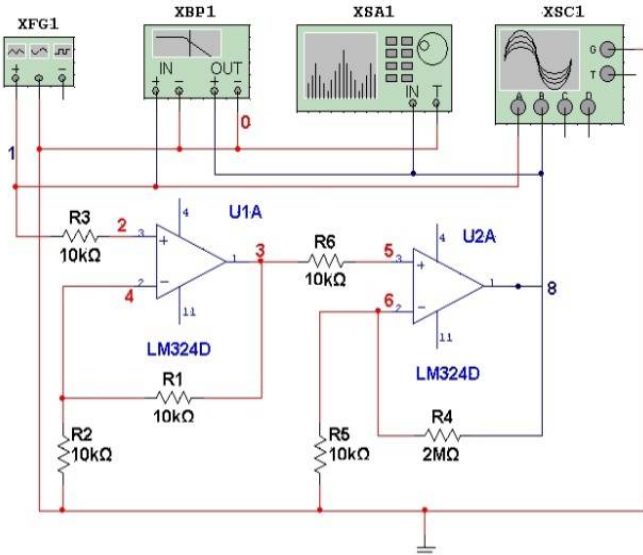 XFG1 XBP1 XSA1 XSC1
IN OUT
IN T
G
T
A B C D
0
1
R3
10kΩ
2
3
4
4
2
11
U1A
1
3
LM324D
R6
10kΩ
5
3
4
6
2
11
U2A
1
8
LM324D
R1
10kΩ
R2
10kΩ
R5
10kΩ
R4
2MΩ